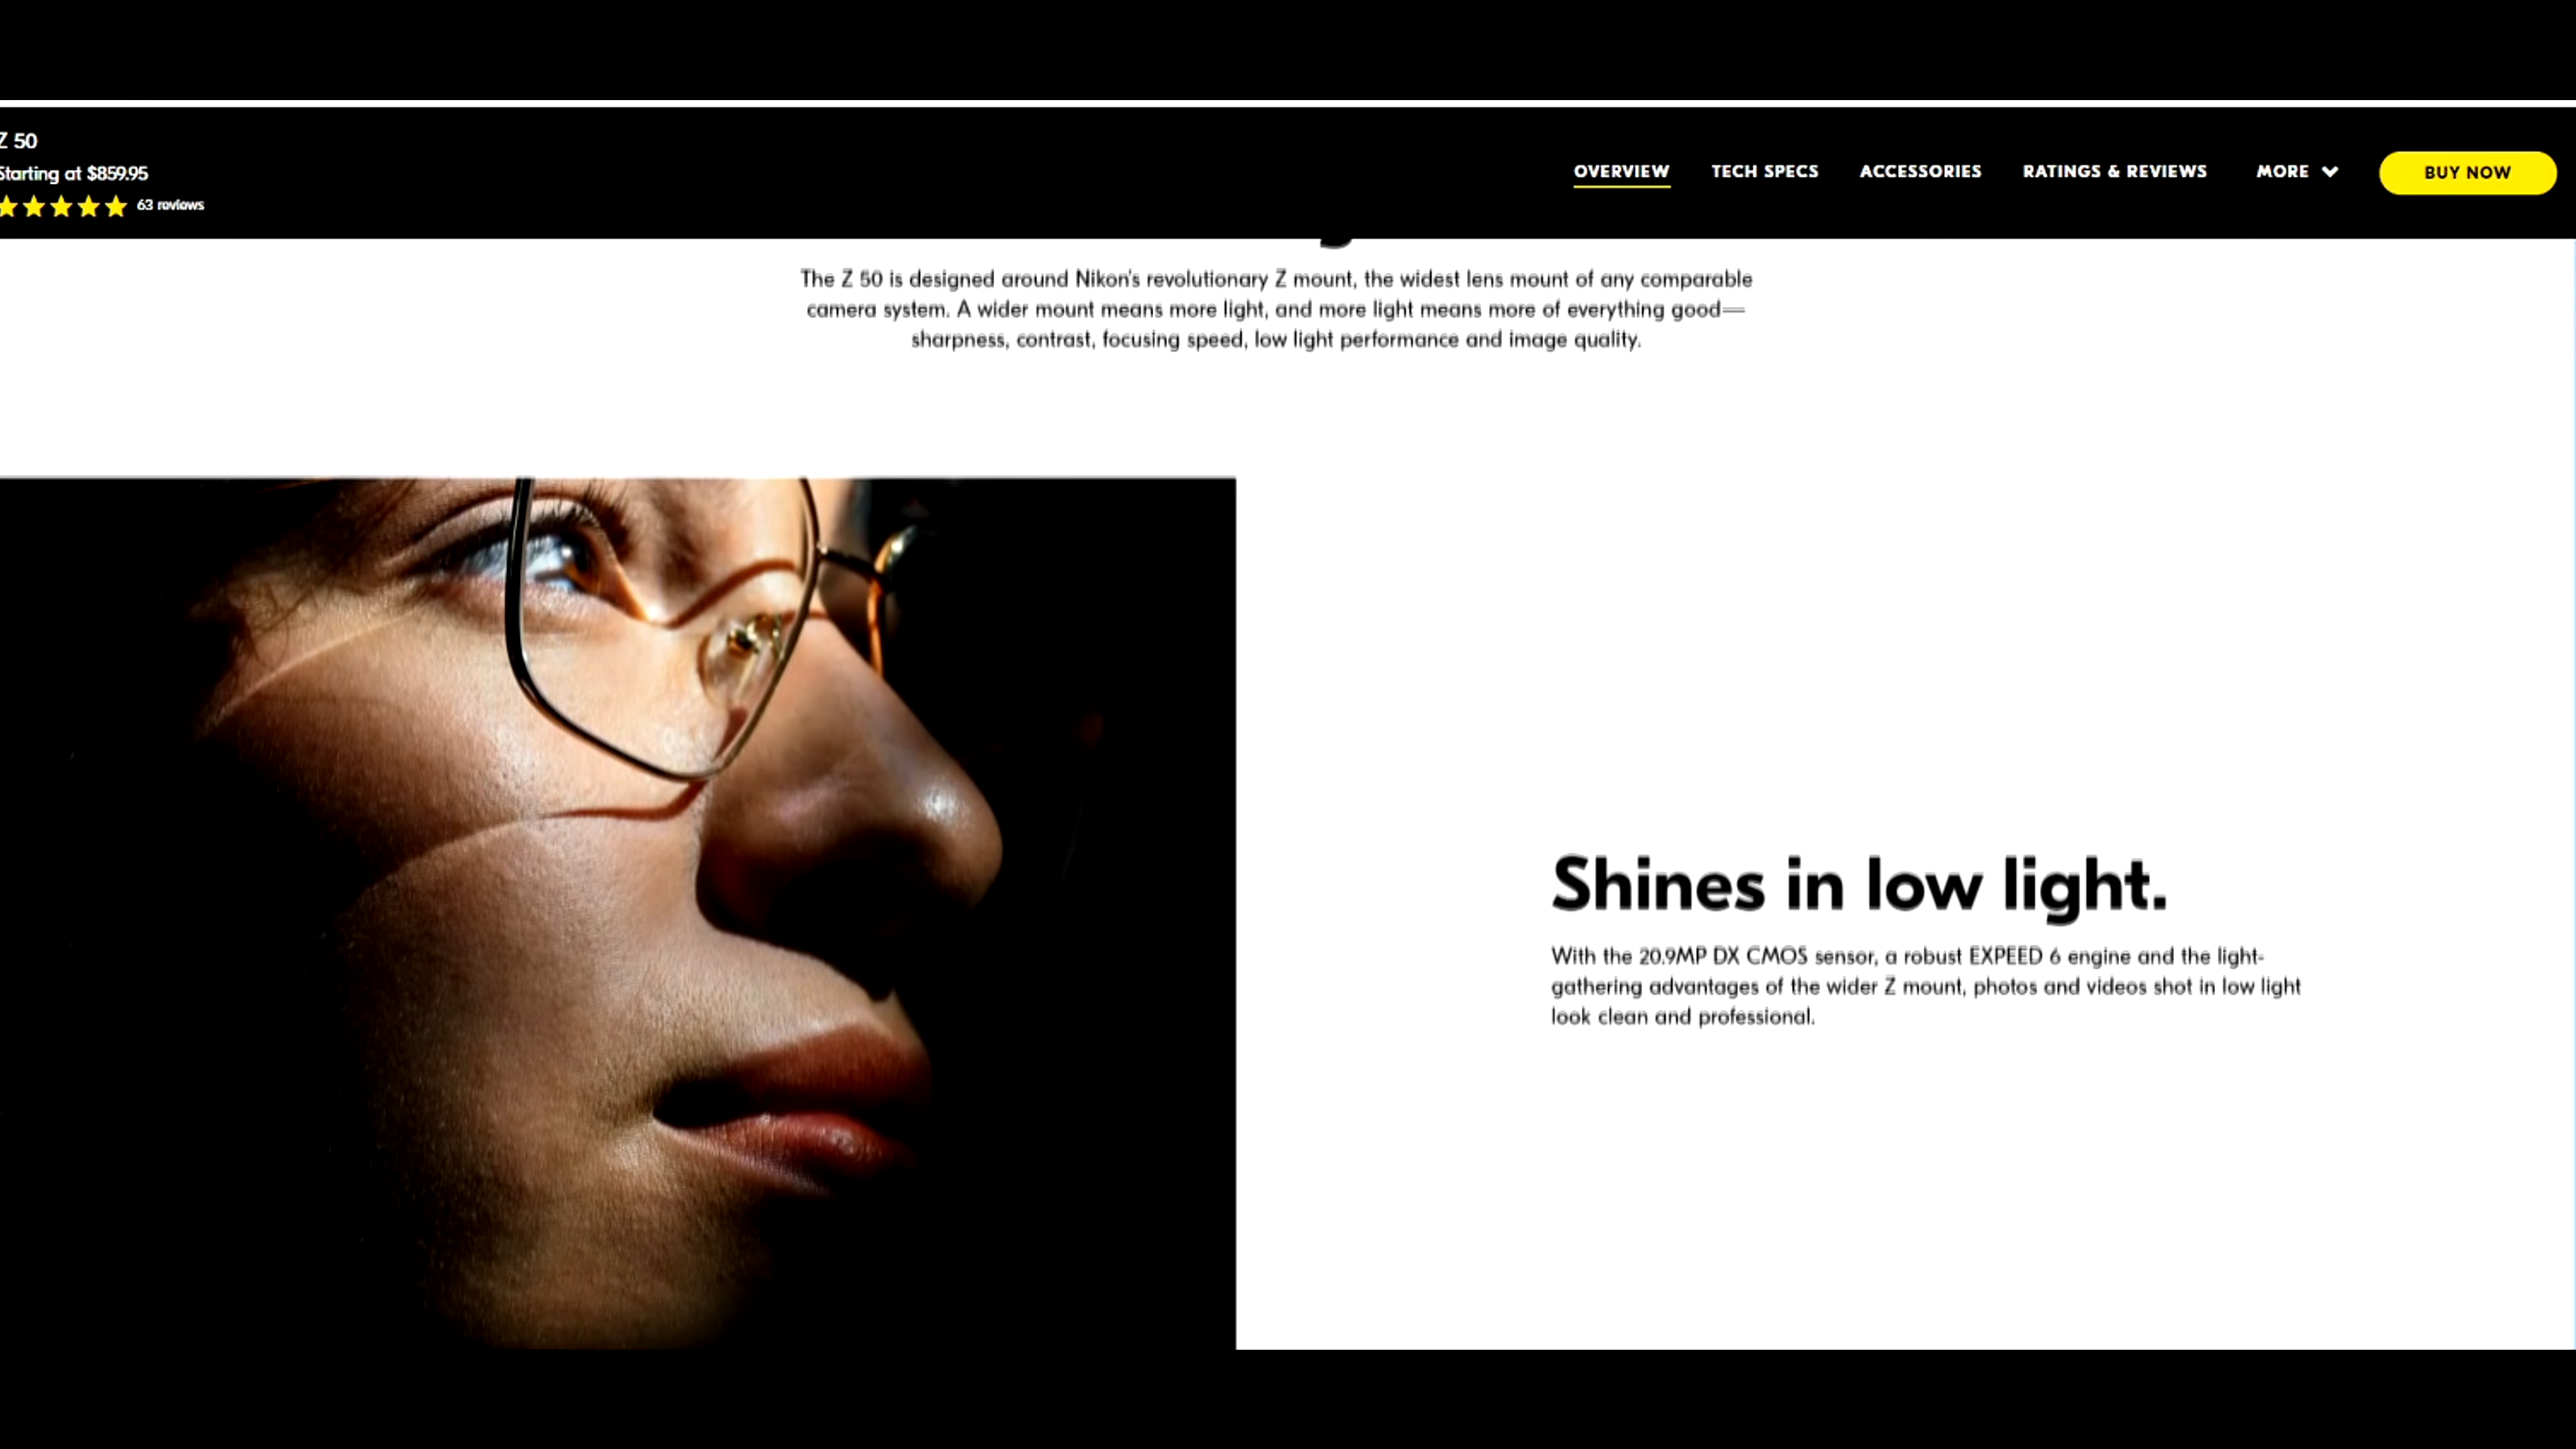 Z 50
Starting at $859.95
63 reviews
OVERVIEW TECH SPECS ACCESSORIES RATINGS & REVIEWS MORE BUY NOW
The Z 50 is designed around Nikon's revolutionary Z mount, the widest lens mount of any comparable
camera system. A wider mount means more light, and more light means more of everything good—
sharpness, contrast, focusing speed, low light performance and image quality.
Shines in low light.
With the 20.9MP DX CMOS sensor, a robust EXPEED 6 engine and the light-
gathering advantages of the wider Z mount, photos and videos shot in low light
look clean and professional.